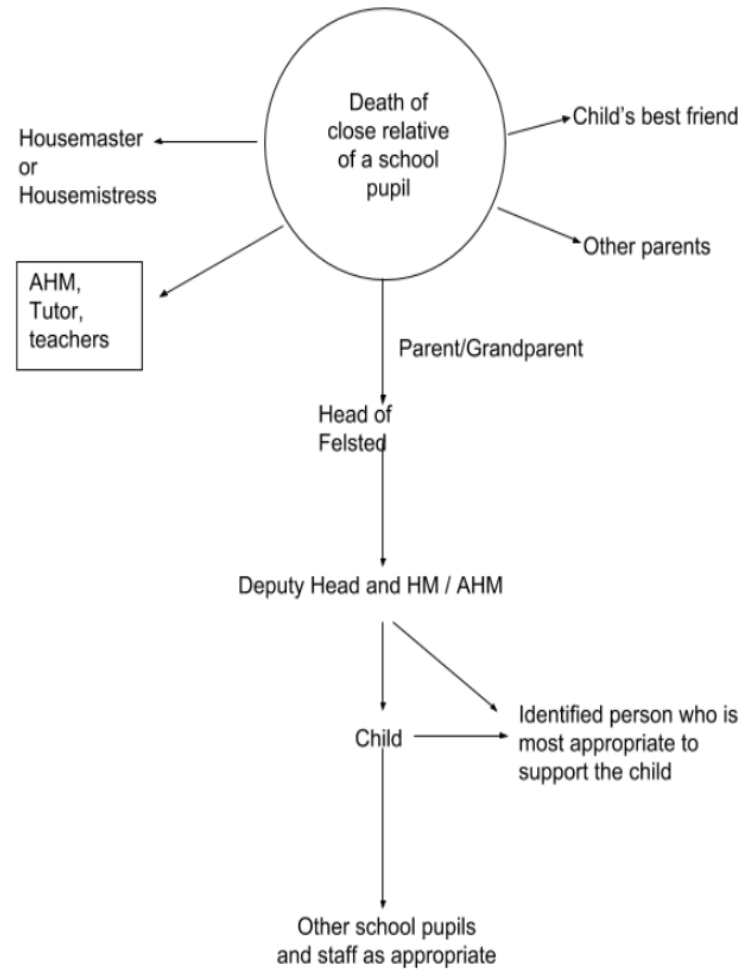 Death of
close relative
of a school
pupil
Child's best friend
Housemaster
or
Housemistress
Other parents
AHM,
Tutor,
teachers
Parent/Grandparent
Head of
Felsted
Deputy Head and HM / AHM
Child
Identified person who is
most appropriate to
support the child
Other school pupils
and staff as appropriate